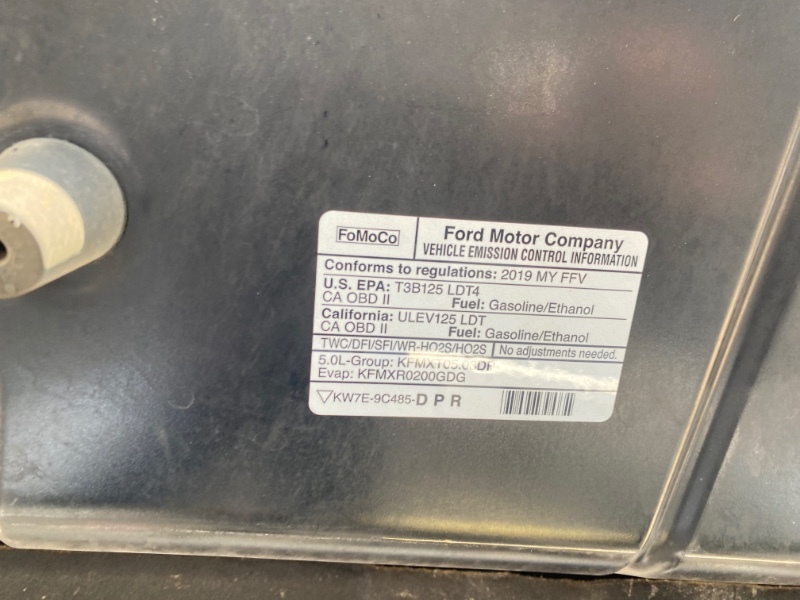 FoMoCo
Ford Motor Company
VEHICLE EMISSION CONTROL INFORMATION
Conforms to regulations: 2019 MY FFV
U.S. EPA: T3B125 LDT4
CA OBD II Fuel: Gasoline/Ethanol
California: ULEV125 LDT
CA OBD II Fuel: Gasoline/Ethanol
TWC/DFI/SFI/WR-HO2S/HO2S No adjustments needed.
5.0L-Group:
Evap: KFMXR0200GDG
KW7E-9C485-DPR